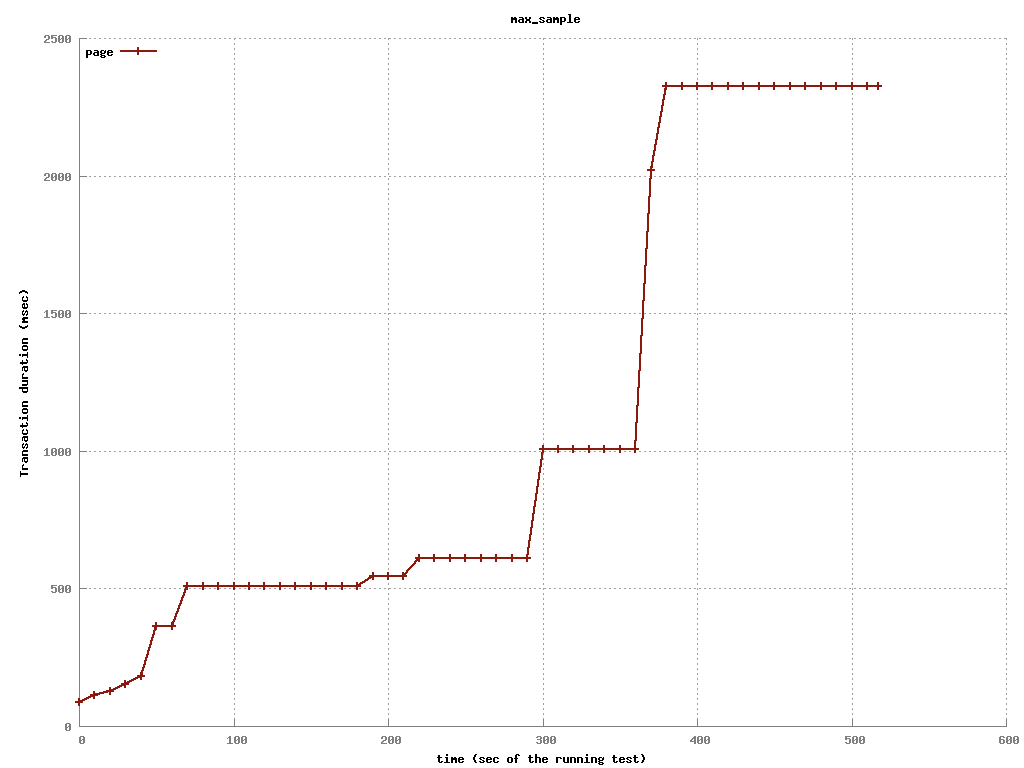 max_sample
page
2500
2000
1500
1000
500
0
Transaction duration (msec)
0 100 200 300 400 500 600
time (sec of the running test)